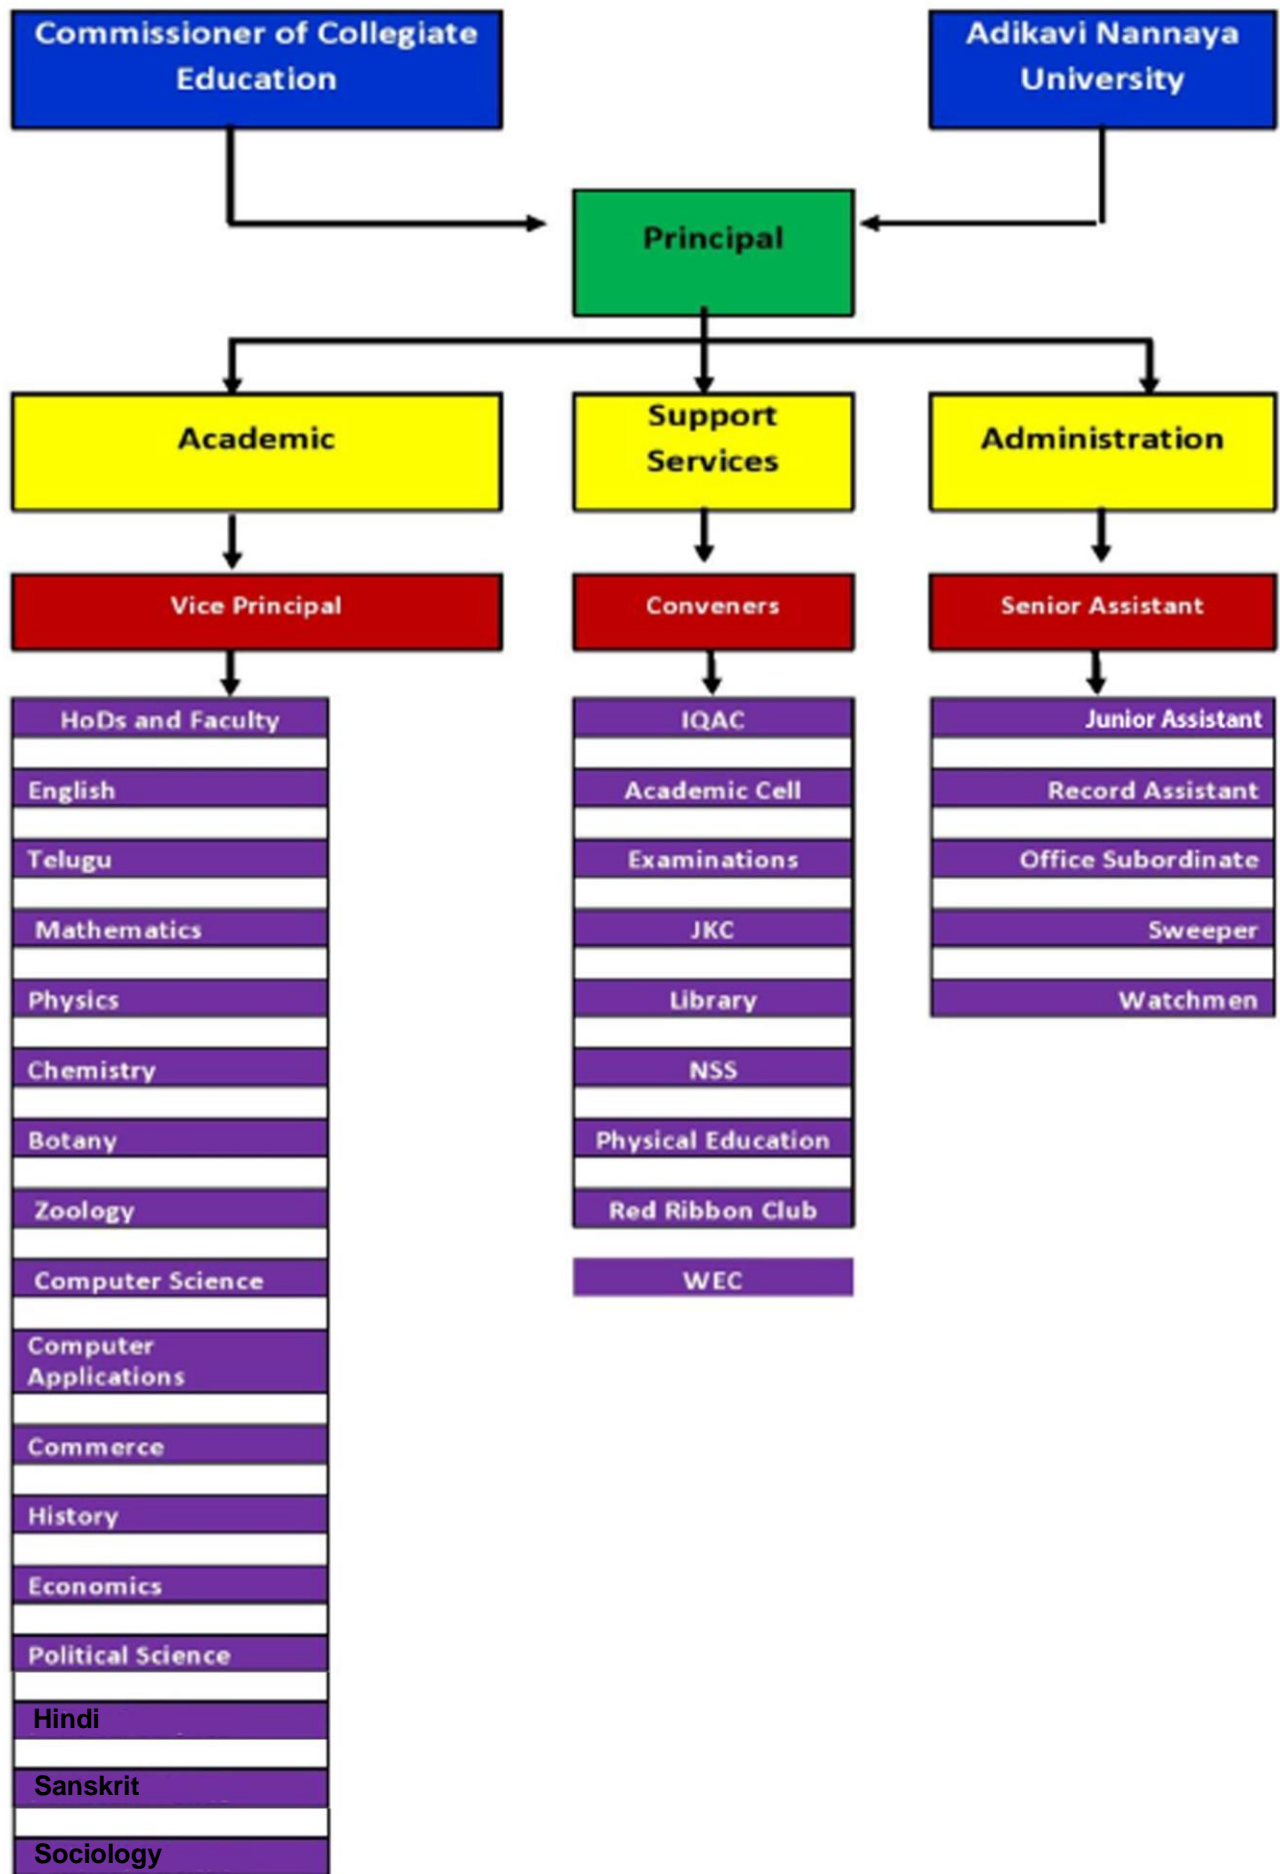 Commissioner of Collegiate
Education
Adikavi Nannaya
University
Principal
Academic
Support
Services
Administration
Vice Principal
Conveners
Senior Assistant
HoDs and Faculty
English
Telugu
Mathematics
Physics
Chemistry
Botany
Zoology
Computer Science
Computer
Applications
Commerce
History
Economics
Political Science
Hindi
Sanskrit
Sociology
IQAC
Academic Cell
Examinations
JKC
Library
NSS
Physical Education
Red Ribbon Club
WEC
Junior Assistant
Record Assistant
Office Subordinate
Sweeper
Watchmen